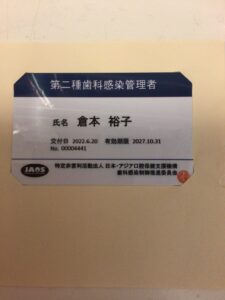 第二種歯科感染管理者
氏名 倉本 裕子
交付日 2022.6.20 有効期限 2027.10.31
No. 00004441
JAOS
特定非営利活動法人 日本・アジア口腔保健支援機構
歯科感染制御推進委員会